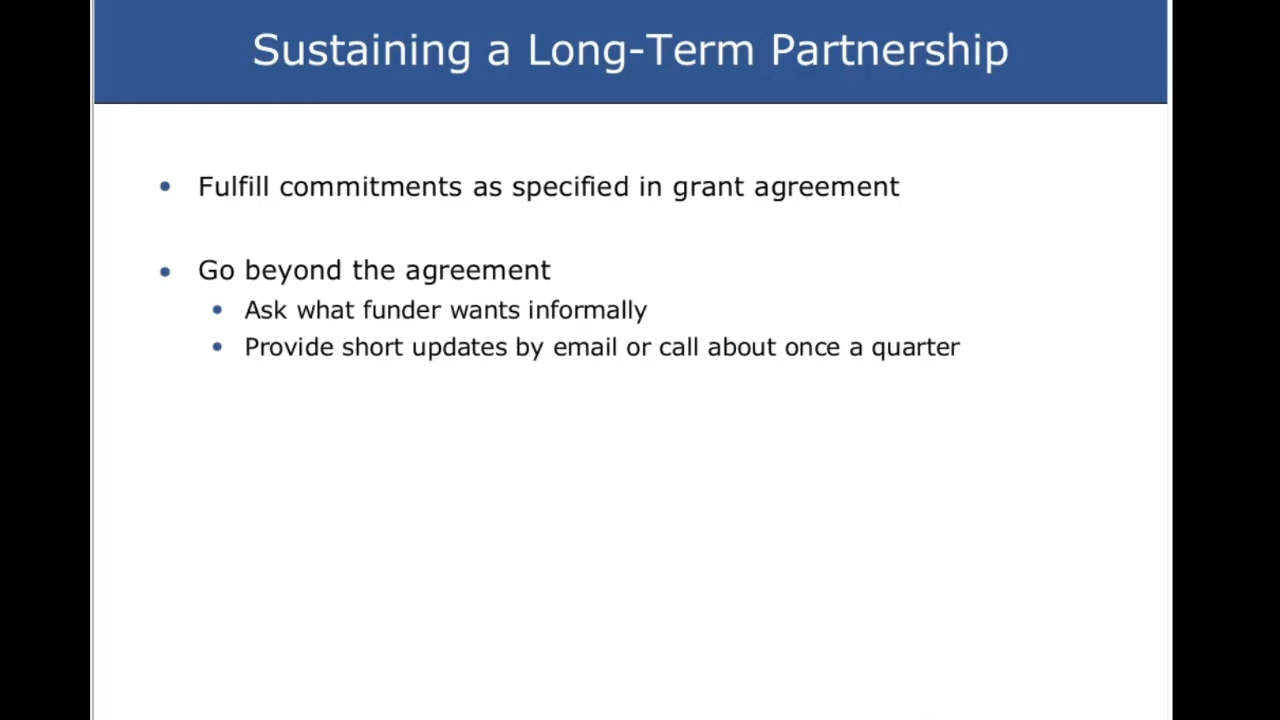 Sustaining a Long-Term Partnership
• Fulfill commitments as specified in grant agreement
• Go beyond the agreement
• Ask what funder wants informally
• Provide short updates by email or call about once a quarter